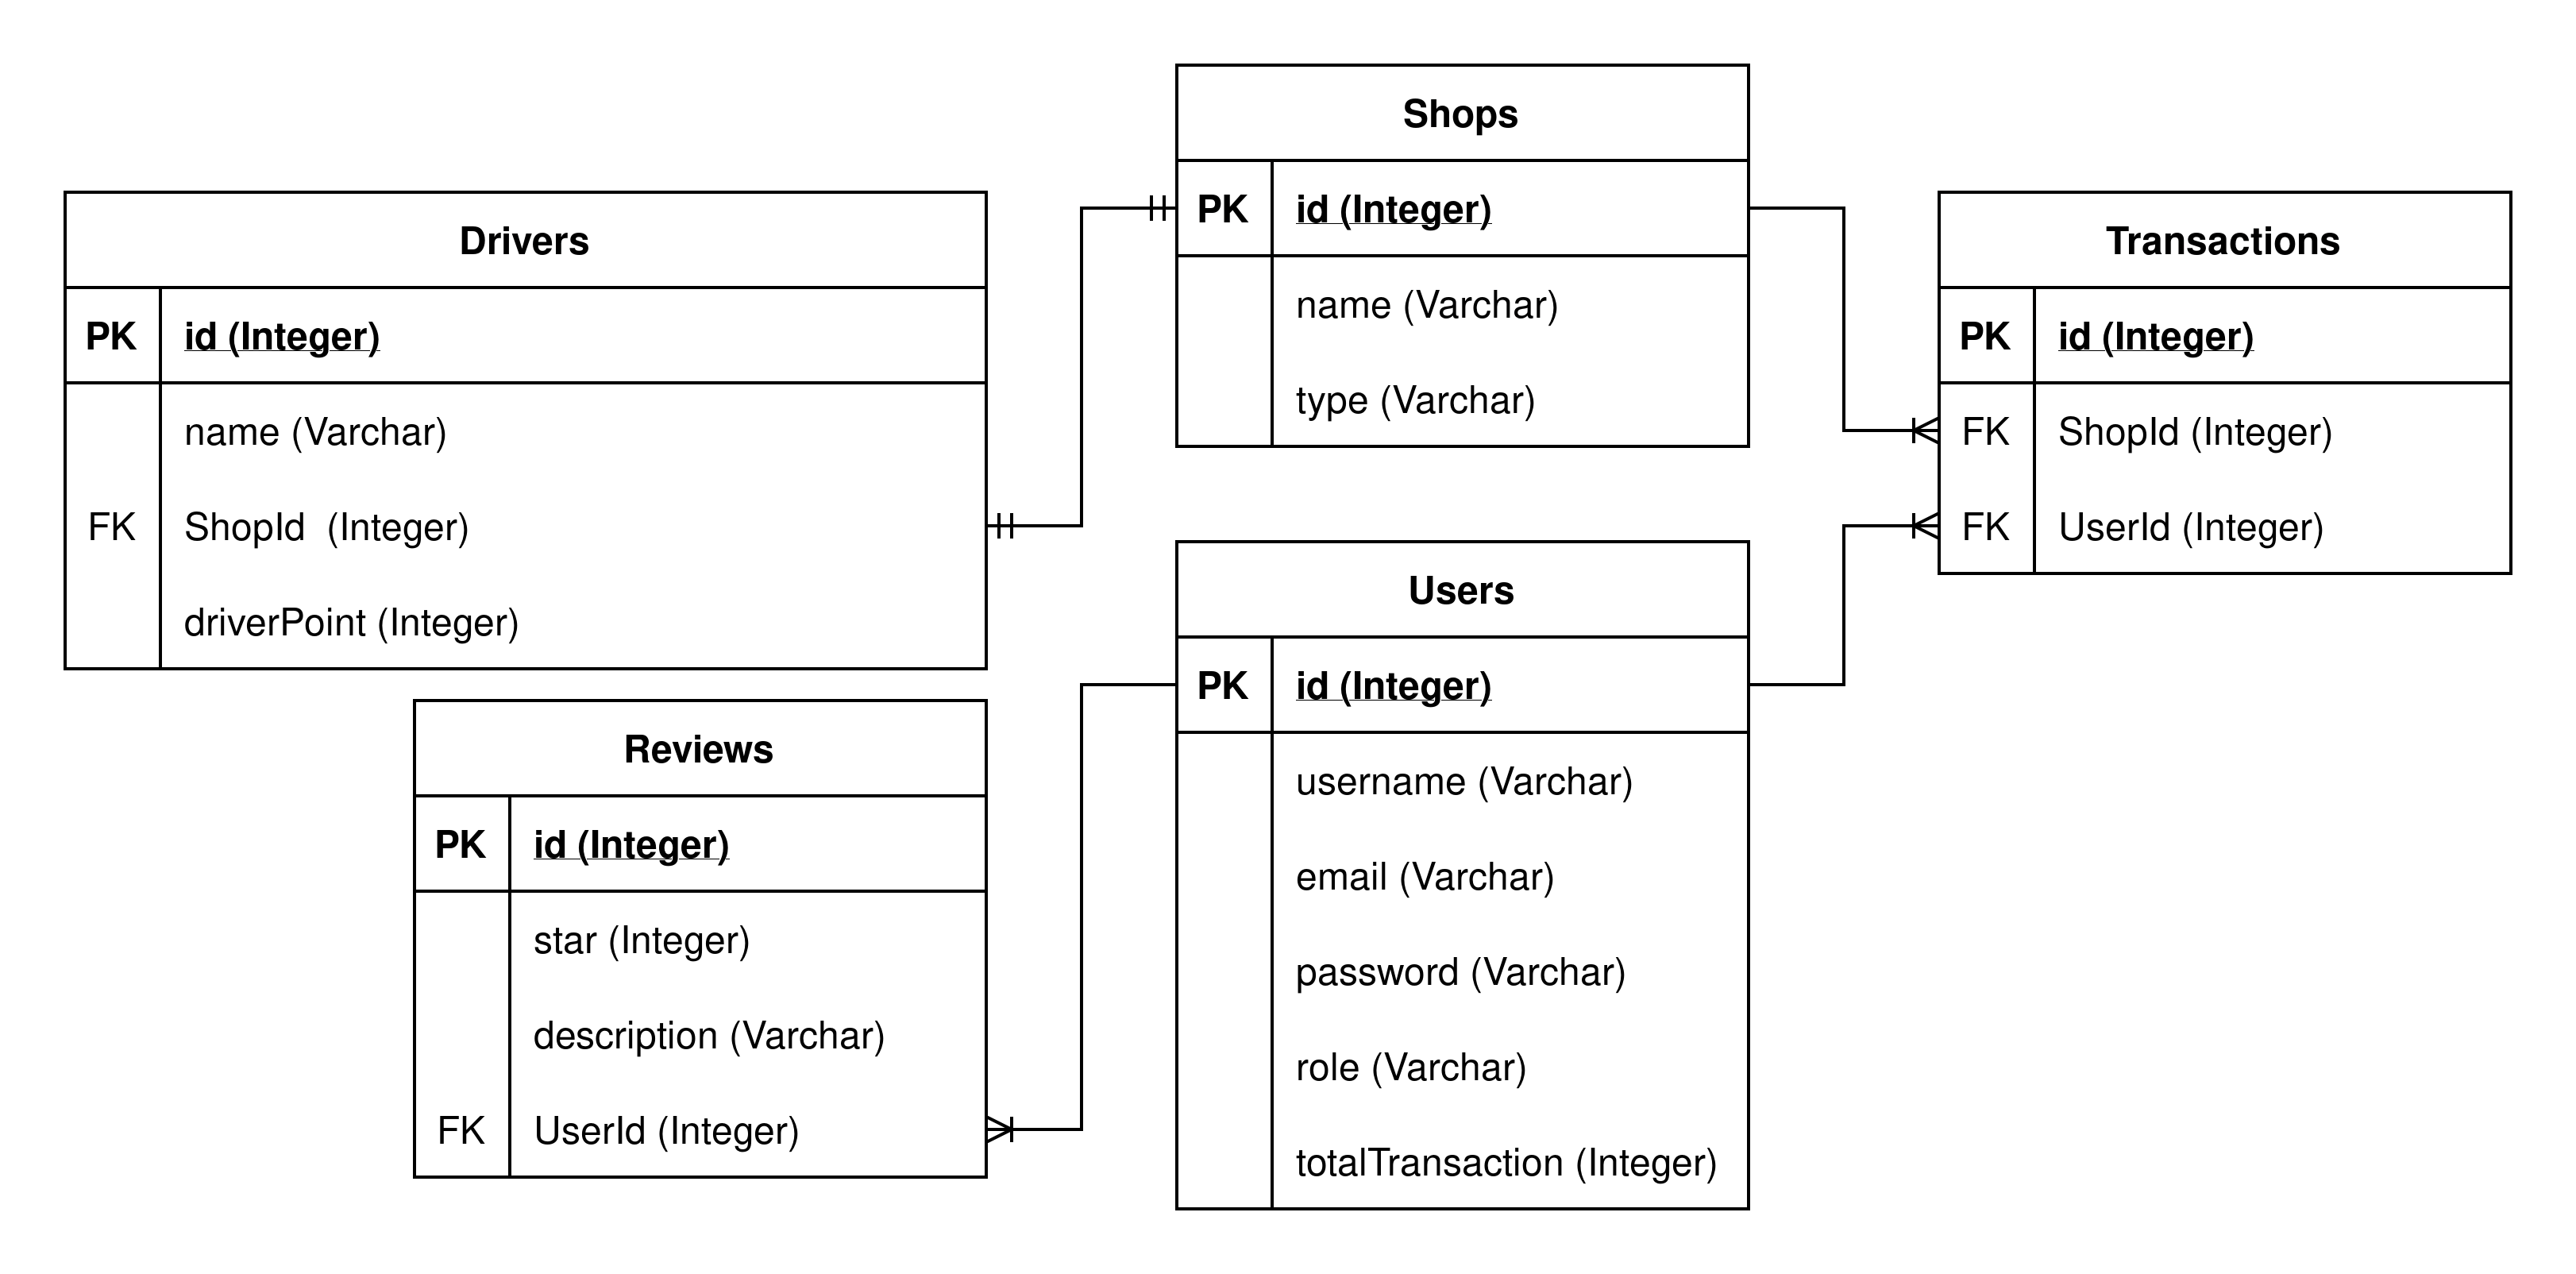 Drivers
PK id (Integer)
name (Varchar)
FK ShopId (Integer)
driverPoint (Integer)
Shops
PK id (Integer)
name (Varchar)
type (Varchar)
Transactions
PK id (Integer)
FK ShopId (Integer)
FK UserId (Integer)
Reviews
PK id (Integer)
star (Integer)
description (Varchar)
FK UserId (Integer)
Users
PK id (Integer)
username (Varchar)
email (Varchar)
password (Varchar)
role (Varchar)
totalTransaction (Integer)